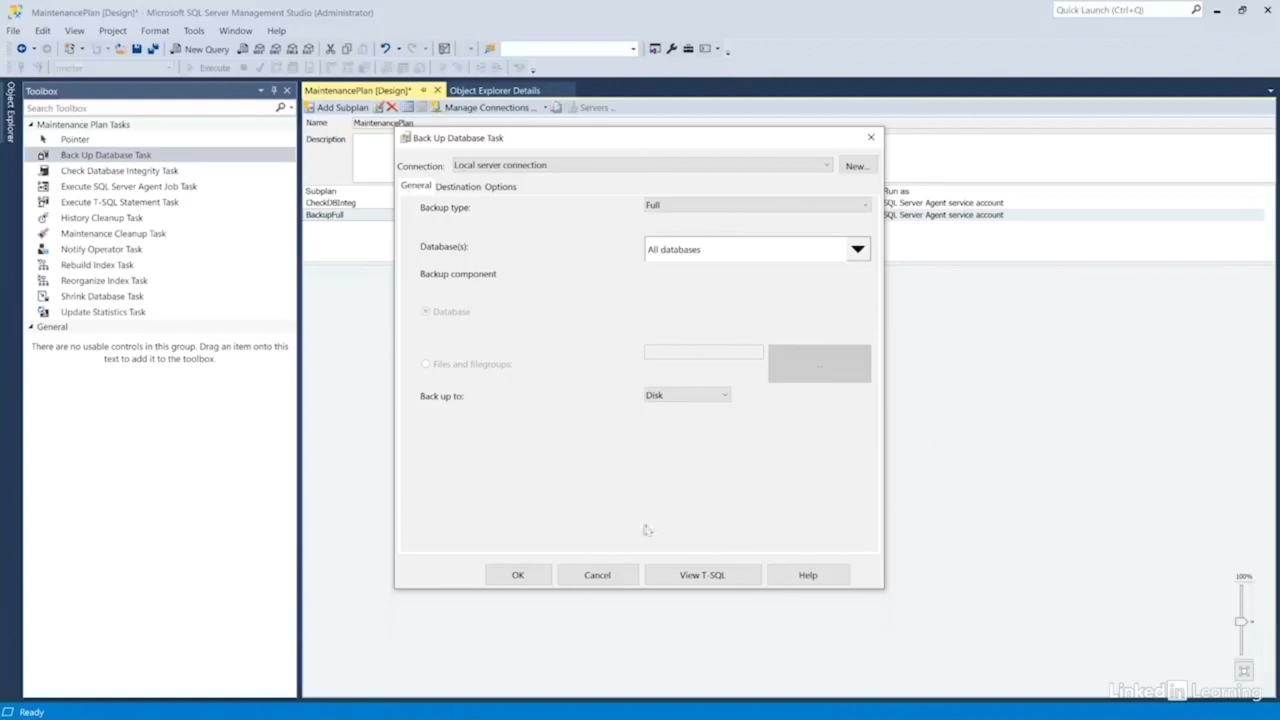 MaintenancePlan [Design]* - Microsoft SQL Server Management Studio (Administrator)
Quick Launch (Ctrl+Q)
File Edit View Project Format Tools Window Help
New Query
master Execute
Object Explorer
Toolbox
Search Toolbox
Maintenance Plan Tasks
Pointer
Back Up Database Task
Check Database Integrity Task
Execute SQL Server Agent Job Task
Execute T-SQL Statement Task
History Cleanup Task
Maintenance Cleanup Task
Notify Operator Task
Rebuild Index Task
Reorganize Index Task
Shrink Database Task
Update Statistics Task
General
There are no usable controls in this group. Drag an item onto this
text to add it to the toolbox.
MaintenancePlan [Design]* Object Explorer Details
Add Subplan Manage Connections ... Servers ...
Name MaintenancePlan
Description
Subplan Run as
CheckDBInteg SQL Server Agent service account
BackupFull SQL Server Agent service account
Back Up Database Task
Connection: Local server connection New...
General Destination Options
Backup type: Full
Database(s): All databases
Backup component
Database
Files and filegroups: ...
Back up to: Disk
OK Cancel View T-SQL Help
100%
Linked in Learning
Ready